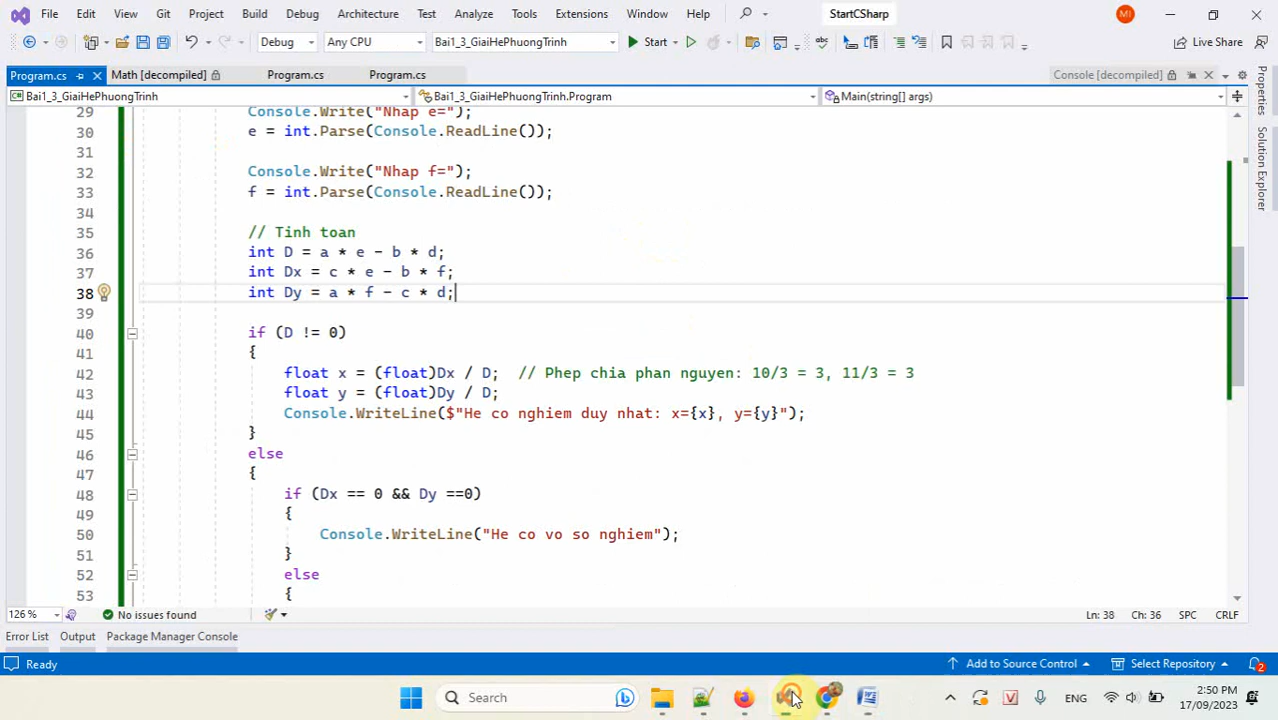 File Edit View Git Project Build Debug Architecture Test Analyze Tools Extensions Window Help StartCSharp MI
Debug Any CPU Bai1_3_GiaiHePhuongTrinh Start Live Share
Program.cs Math [decompiled] Program.cs Program.cs Console [decompiled]
Bai1_3_GiaiHePhuongTrinh Bai1_3_GiaiHePhuongTrinh.Program Main(string[] args)
29 Console.Write("Nhap e=");
30 e = int.Parse(Console.ReadLine());
31
32 Console.Write("Nhap f=");
33 f = int.Parse(Console.ReadLine());
34
35 // Tinh toan
36 int D = a * e - b * d;
37 int Dx = c * e - b * f;
38 int Dy = a * f - c * d;
39
40 if (D != 0)
41 {
42 float x = (float)Dx / D; // Phep chia phan nguyen: 10/3 = 3, 11/3 = 3
43 float y = (float)Dy / D;
44 Console.WriteLine($"He co nghiem duy nhat: x={x}, y={y}");
45 }
46 else
47 {
48 if (Dx == 0 && Dy ==0)
49 {
50 Console.WriteLine("He co vo so nghiem");
51 }
52 else
53 {
Properties
Solution Explorer
126 % No issues found Ln: 38 Ch: 36 SPC CRLF
Error List Output Package Manager Console
Ready Add to Source Control Select Repository 2
Search ENG 2:50 PM
17/09/2023